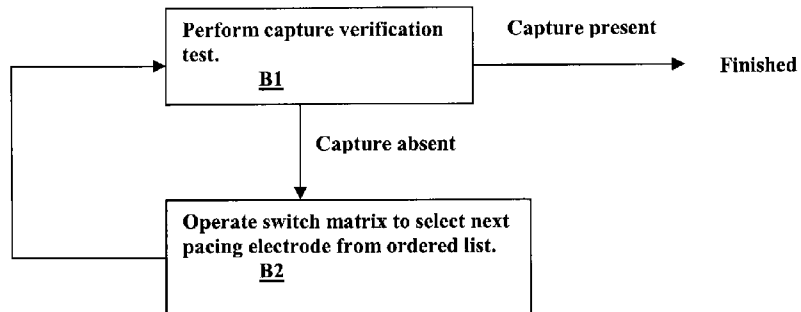 Perform capture verification
test.
B1
Capture present
Finished
Capture absent
Operate switch matrix to select next
pacing electrode from ordered list.
B2